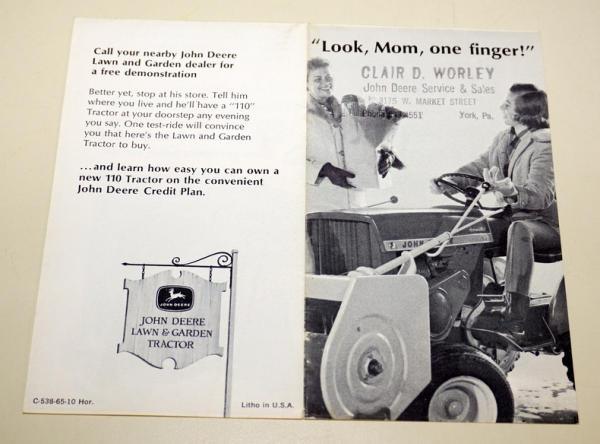 Call your nearby John Deere
Lawn and Garden dealer for
a free demonstration
Better yet, stop at his store. Tell him
where you live and he'll have a "110"
Tractor at your doorstep any evening
you say. One test-ride will convince
you that here's the Lawn and Garden
Tractor to buy.
...and learn how easy you can own a
new 110 Tractor on the convenient
John Deere Credit Plan.
JOHN DEERE
JOHN DEERE
LAWN & GARDEN
TRACTOR
C-538-65-10 Hor.
Litho in U.S.A.
"Look, Mom, one finger!"
CLAIR D. WORLEY
John Deere Service & Sales
W. MARKET STREET
York, Pa.
JOHN